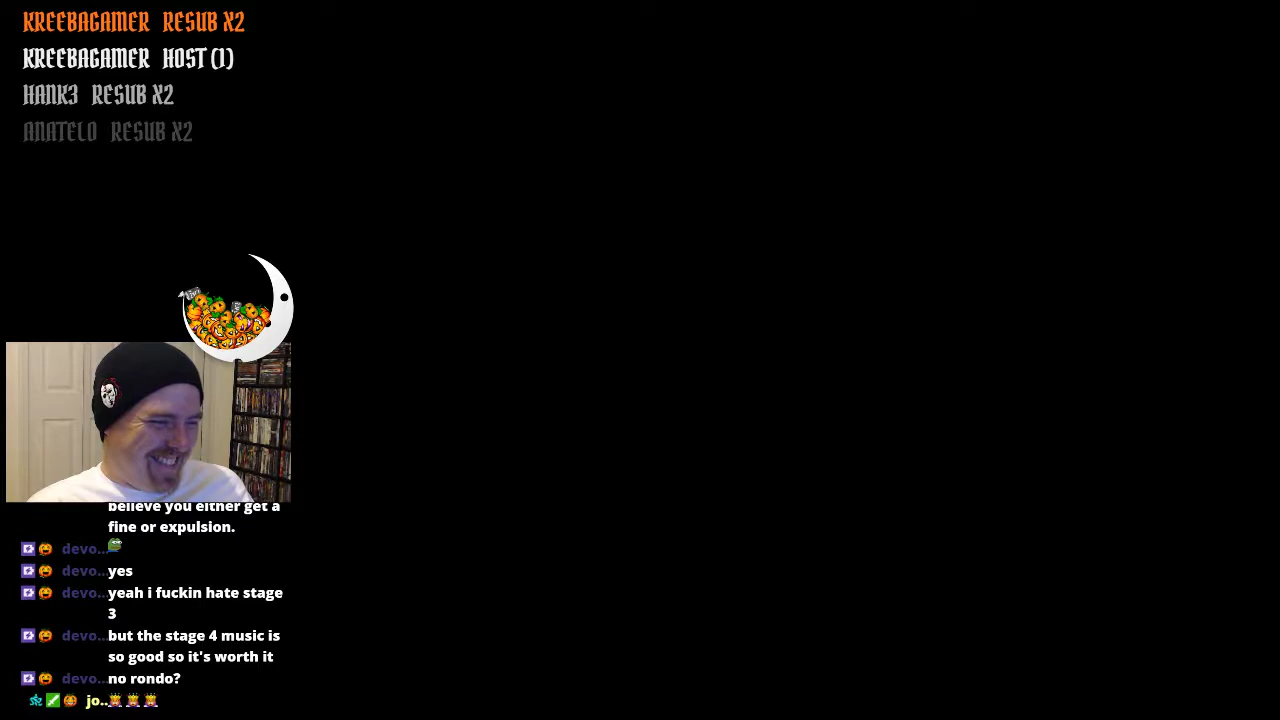 KREEBAGAMER RESUB X2
KREEBAGAMER HOST (1)
HANK3 RESUB X2
ANATELO RESUB X2
believe you either get a
fine or expulsion.
devo...
devo... yes
devo... yeah i fuckin hate stage
3
devo... but the stage 4 music is
so good so it's worth it
devo... no rondo?
jo...